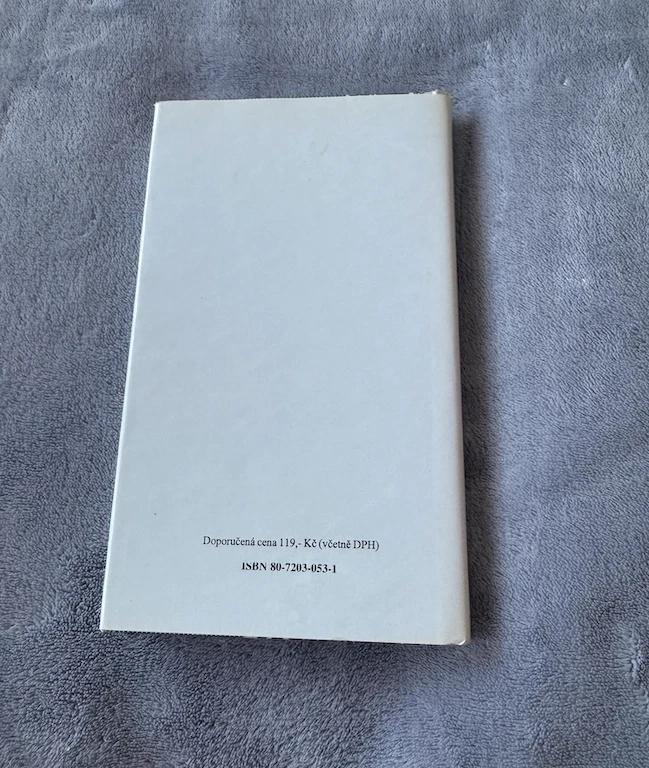 Doporučená cena 119,- Kč (včetně DPH)
ISBN 80-7203-053-1